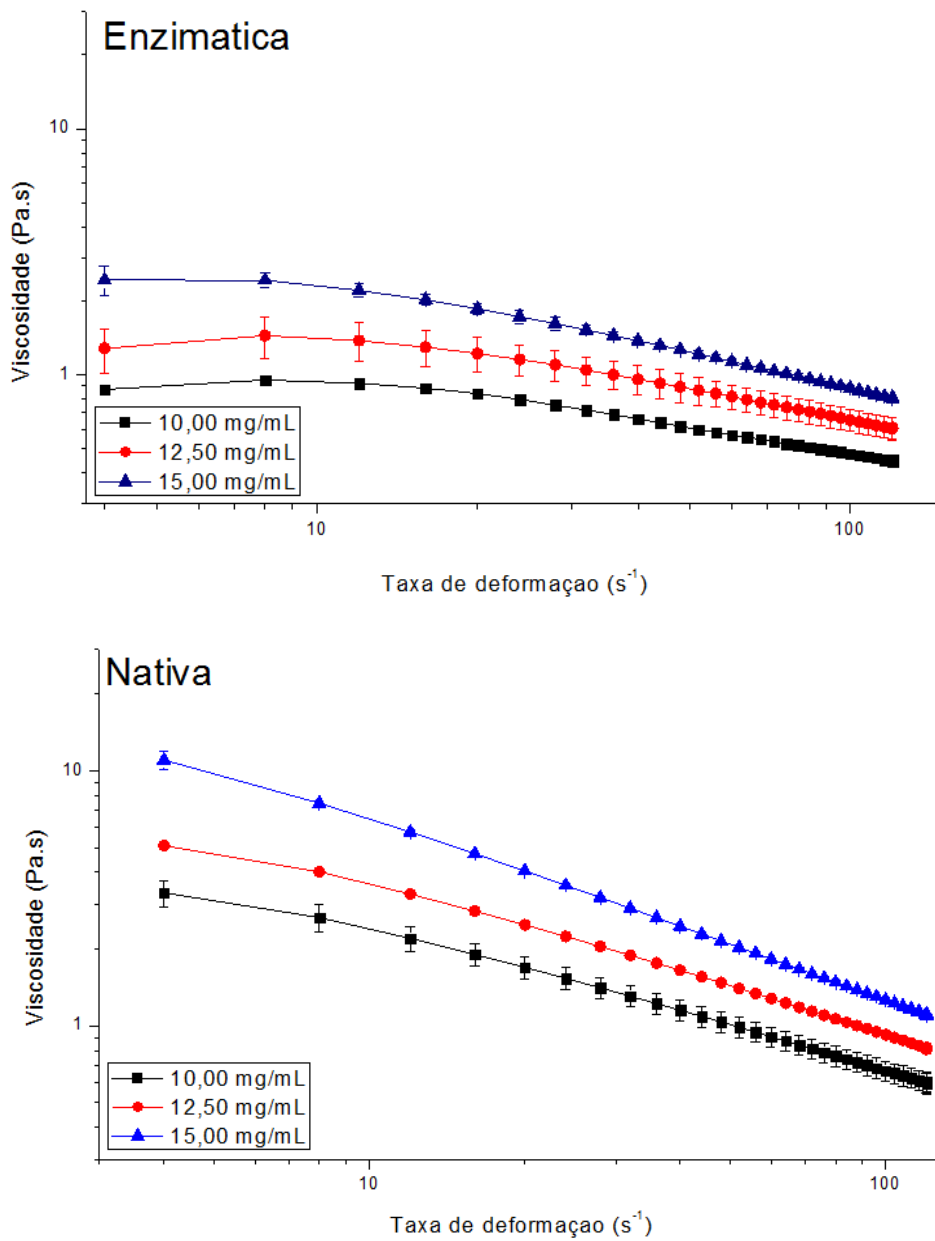 Enzimatica
10
1
Viscosidade (Pa.s)
10,00 mg/mL
12,50 mg/mL
15,00 mg/mL
10
100
Taxa de deformaçao (s⁻¹)
Nativa
10
1
Viscosidade (Pa.s)
10,00 mg/mL
12,50 mg/mL
15,00 mg/mL
10
100
Taxa de deformaçao (s⁻¹)